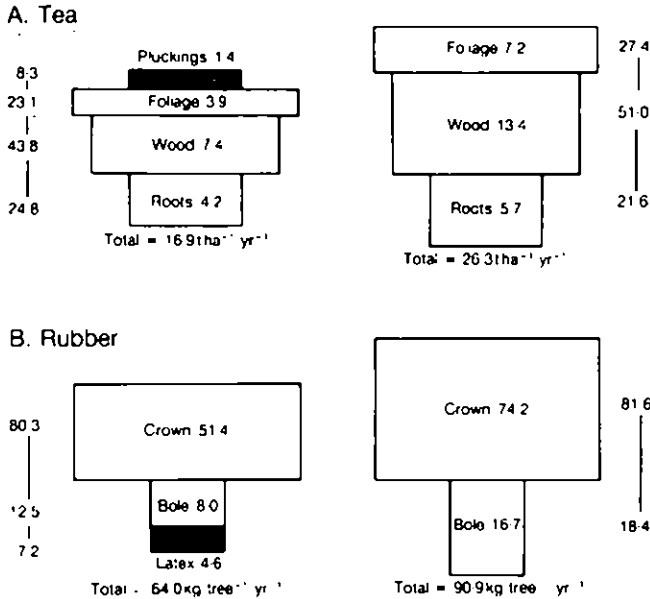 A. Tea
Pluckings 1·4
8·3
Foliage 3·9
23·1
Wood 7·4
43·8
Roots 4·2
24·8
Total = 16·9 t ha⁻¹ yr⁻¹
Foliage 7·2
27·4
Wood 13·4
51·0
Roots 5·7
21·6
Total = 26·3 t ha⁻¹ yr⁻¹
B. Rubber
Crown 51·4
80·3
Bole 8·0
12·5
7·2
Latex 4·6
Total = 64·0 kg tree⁻¹ yr⁻¹
Crown 74·2
81·6
Bole 16·7
18·4
Total = 90·9 kg tree yr⁻¹